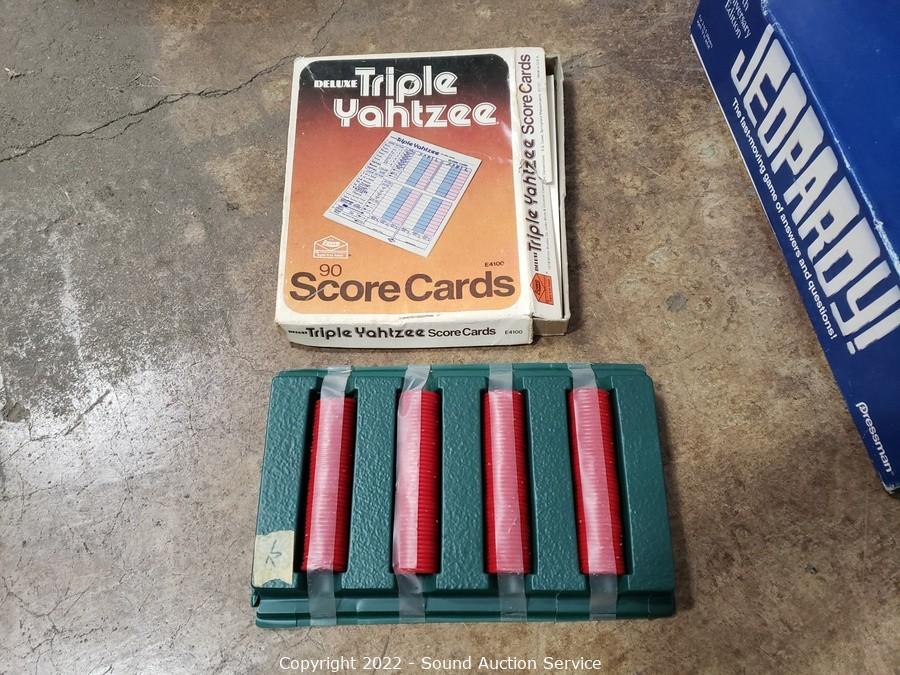 DELUXE Triple
Yahtzee
Triple Yahtzee
90
E4100
Score Cards
DELUXE Triple Yahtzee Score Cards E4100
DELUXE Triple Yahtzee Score Cards
Edition
JEOPARDY!
The fast-moving game of answers and questions!
Pressman
Copyright 2022 - Sound Auction Service